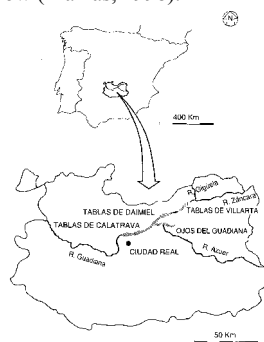 N
400 Km
R. Cigüela
R. Záncara
TABLAS DE DAIMIEL
TABLAS DE VILLARTA
TABLAS DE CALATRAVA
OJOS DEL GUADIANA
CIUDAD REAL
R. Azuer
R. Guadiana
50 Km